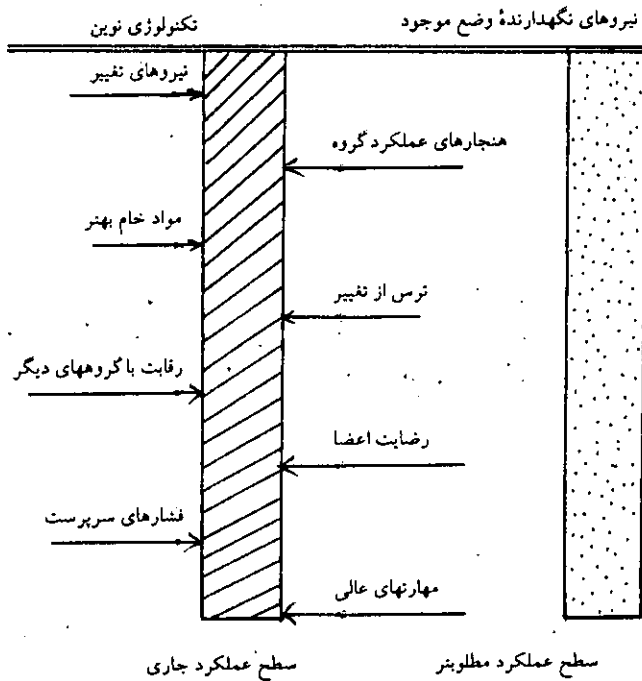 نیروهای نگهدارندهٔ وضع موجود
تکنولوژی نوین
نیروهای تغییر
هنجارهای عملکرد گروه
مواد خام بهتر
ترس از تغییر
رقابت با گروههای دیگر
رضایت اعضا
فشارهای سرپرست
مهارتهای عالی
سطح عملکرد مطلوبتر
سطح عملکرد جاری